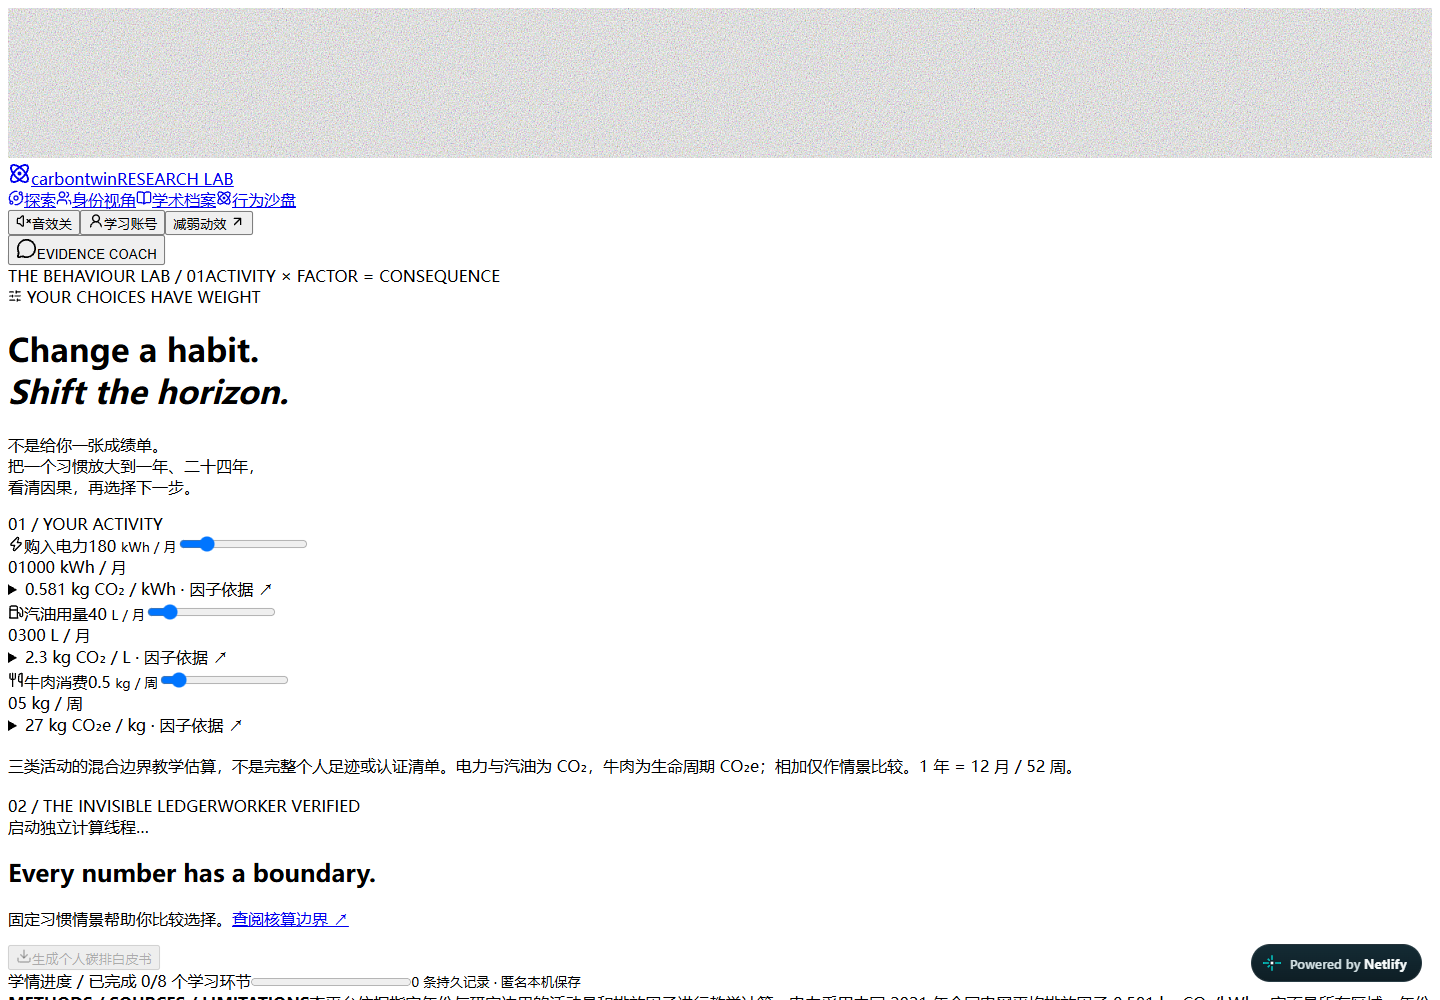 carbontwinRESEARCH LAB
探索身份视角学术档案行为沙盘
音效关 学习账号 减弱动效 ↗
EVIDENCE COACH
THE BEHAVIOUR LAB / 01ACTIVITY × FACTOR = CONSEQUENCE
YOUR CHOICES HAVE WEIGHT
Change a habit.
Shift the horizon.
不是给你一张成绩单。
把一个习惯放大到一年、二十四年，
看清因果，再选择下一步。
01 / YOUR ACTIVITY
购入电力180 kWh / 月
01000 kWh / 月
▶ 0.581 kg CO₂ / kWh · 因子依据 ↗
汽油用量40 L / 月
0300 L / 月
▶ 2.3 kg CO₂ / L · 因子依据 ↗
牛肉消费0.5 kg / 周
05 kg / 周
▶ 27 kg CO₂e / kg · 因子依据 ↗
三类活动的混合边界教学估算，不是完整个人足迹或认证清单。电力与汽油为 CO₂，牛肉为生命周期 CO₂e；相加仅作情景比较。1 年 = 12 月 / 52 周。
02 / THE INVISIBLE LEDGERWORKER VERIFIED
启动独立计算线程…
Every number has a boundary.
固定习惯情景帮助你比较选择。查阅核算边界 ↗
生成个人碳排白皮书
学情进度 / 已完成 0/8 个学习环节0 条持久记录 · 匿名本机保存
Powered by Netlify